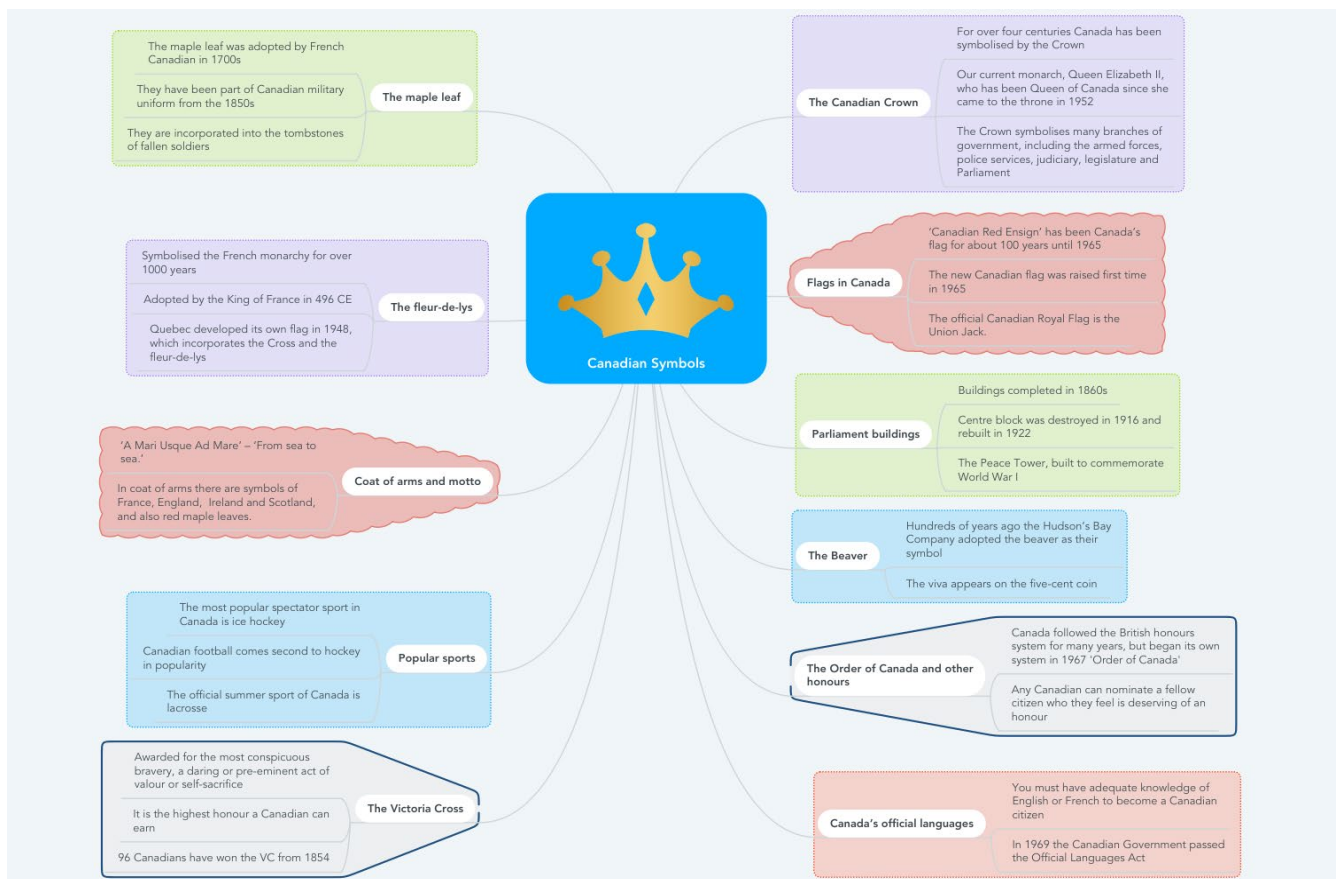 The maple leaf was adopted by French
Canadian in 1700s
They have been part of Canadian military
uniform from the 1850s
They are incorporated into the tombstones
of fallen soldiers
The maple leaf
Symbolised the French monarchy for over
1000 years
Adopted by the King of France in 496 CE
Quebec developed its own flag in 1948,
which incorporates the Cross and the
fleur-de-lys
The fleur-de-lys
'A Mari Usque Ad Mare' – 'From sea to
sea.'
In coat of arms there are symbols of
France, England,  Ireland and Scotland,
and also red maple leaves.
Coat of arms and motto
The most popular spectator sport in
Canada is ice hockey
Canadian football comes second to hockey
in popularity
The official summer sport of Canada is
lacrosse
Popular sports
Awarded for the most conspicuous
bravery, a daring or pre-eminent act of
valour or self-sacrifice
It is the highest honour a Canadian can
earn
96 Canadians have won the VC from 1854
The Victoria Cross
Canadian Symbols
The Canadian Crown
For over four centuries Canada has been
symbolised by the Crown
Our current monarch, Queen Elizabeth II,
who has been Queen of Canada since she
came to the throne in 1952
The Crown symbolises many branches of
government, including the armed forces,
police services, judiciary, legislature and
Parliament
Flags in Canada
'Canadian Red Ensign' has been Canada's
flag for about 100 years until 1965
The new Canadian flag was raised first time
in 1965
The official Canadian Royal Flag is the
Union Jack.
Parliament buildings
Buildings completed in 1860s
Centre block was destroyed in 1916 and
rebuilt in 1922
The Peace Tower, built to commemorate
World War I
The Beaver
Hundreds of years ago the Hudson's Bay
Company adopted the beaver as their
symbol
The viva appears on the five-cent coin
The Order of Canada and other
honours
Canada followed the British honours
system for many years, but began its own
system in 1967 'Order of Canada'
Any Canadian can nominate a fellow
citizen who they feel is deserving of an
honour
Canada's official languages
You must have adequate knowledge of
English or French to become a Canadian
citizen
In 1969 the Canadian Government passed
the Official Languages Act